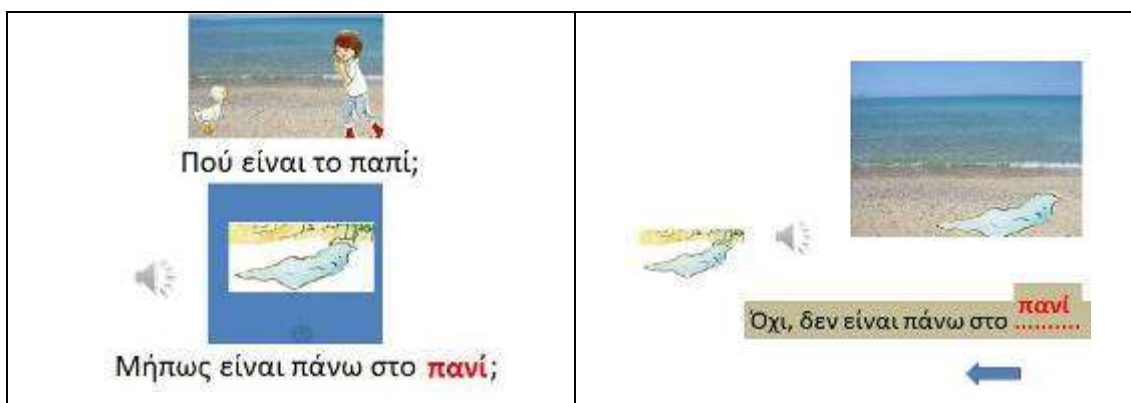 Πού είναι το παπί;
Μήπως είναι πάνω στο πανί;
Όχι, δεν είναι πάνω στο πανί
..........